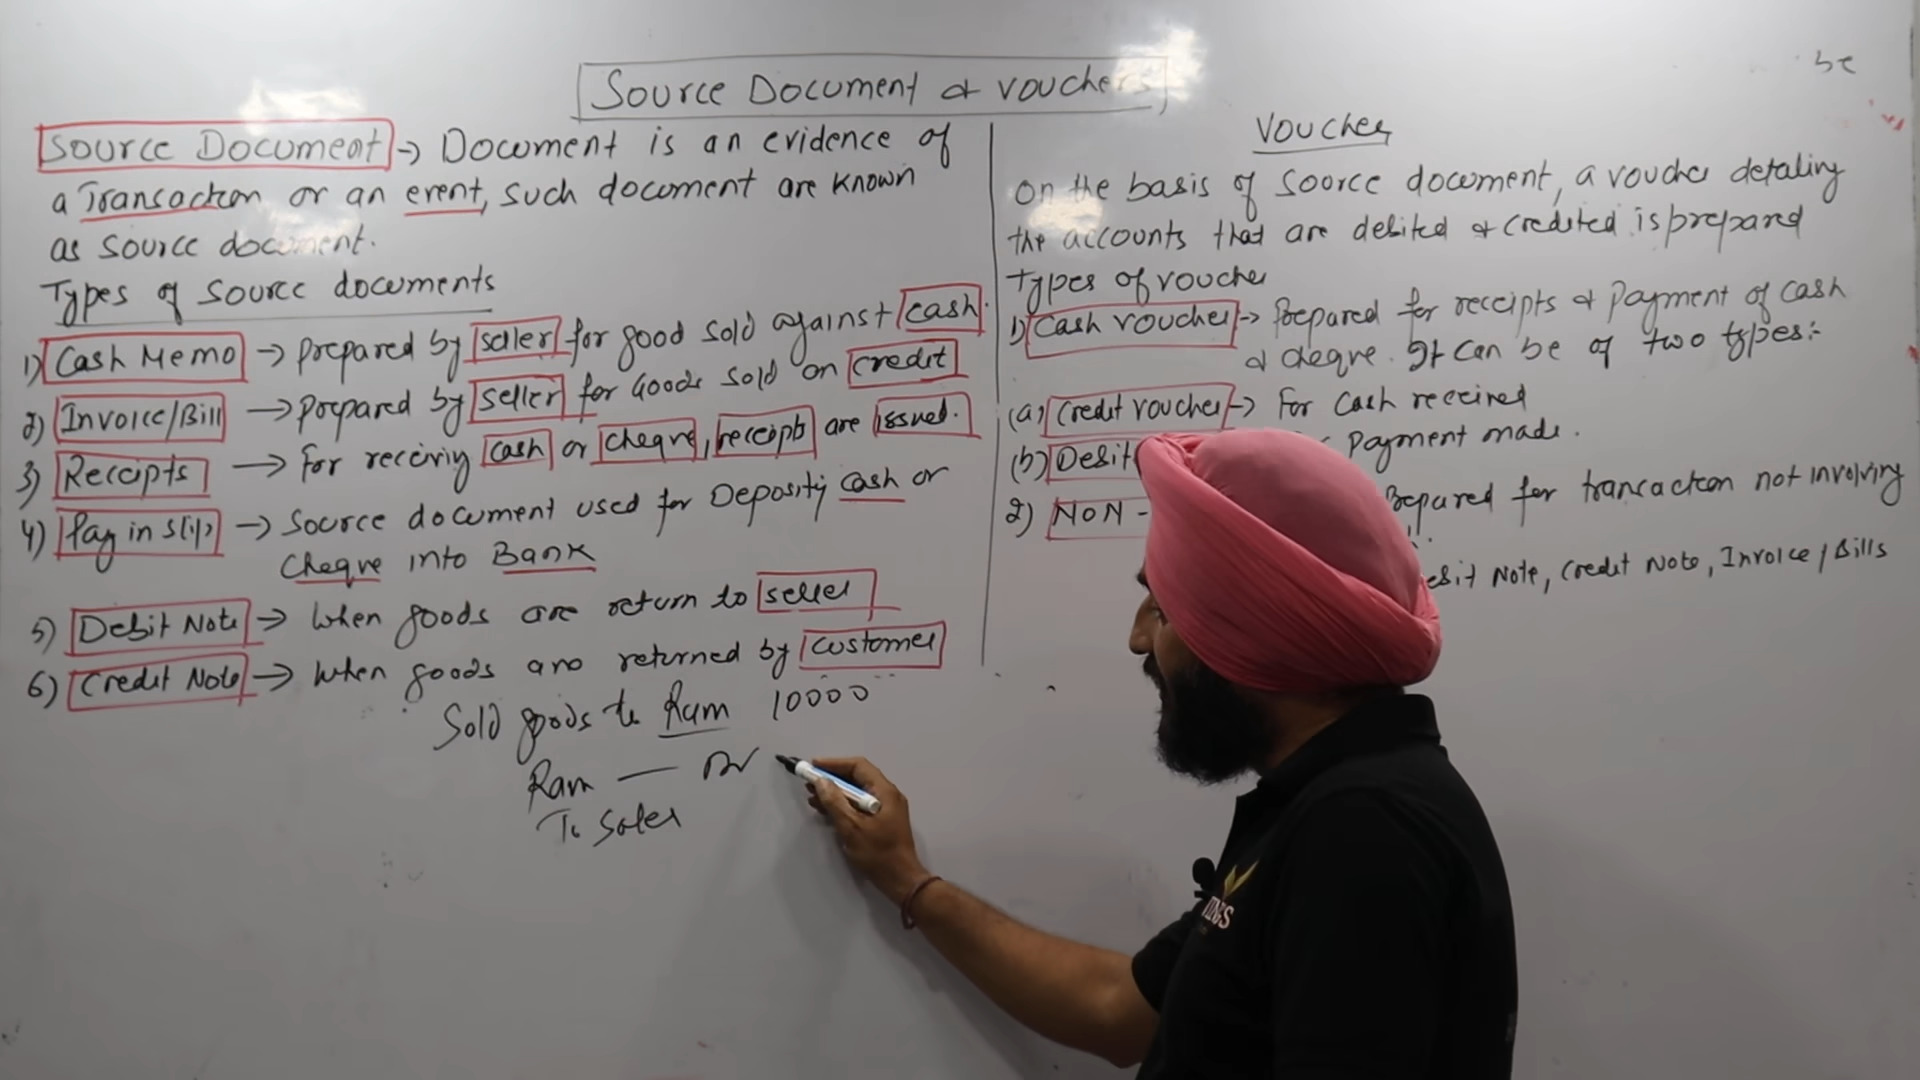 Source Document & Vouchers
Source Document → Document is an evidence of
a Transaction or an event, such document are known
as source document.
Types of source documents
1) Cash Memo → prepared by seller for good sold against cash.
2) Invoice/Bill → prepared by seller for Goods sold on credit
3) Receipts → for receiving cash or cheque, receipts are issued.
4) Pay in slip → Source document used for Depositing cash or
cheque into Bank
5) Debit Note → When goods are return to seller
6) Credit Note → When goods are returned by customer
Sold goods to Ram 10000
Ram — Dr
To Sales
be
Voucher
on the basis of source document, a voucher detaling
the accounts that are debited & credited is prepared
Types of voucher
1) Cash voucher → Prepared for receipts & Payment of cash
& cheque. It can be of two types:-
(a) Credit voucher → For cash received
(b) Debit payment made.
2) NON - Prepared for transaction not involving
Debit Note, Credit Note, Invoice / Bills